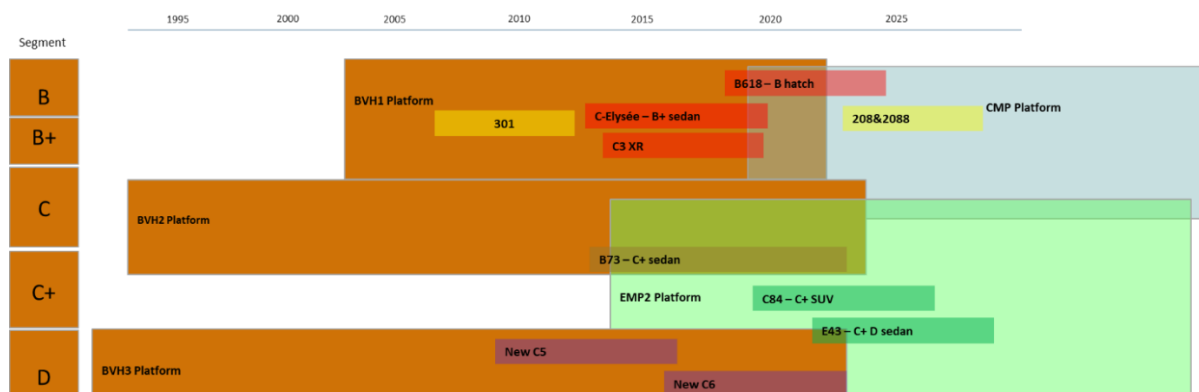 1995 2000 2005 2010 2015 2020 2025
Segment
B
B+
C
C+
D
BVH1 Platform
B618 – B hatch
CMP Platform
301
C-Elysée – B+ sedan
208&2088
C3 XR
BVH2 Platform
B73 – C+ sedan
EMP2 Platform
C84 – C+ SUV
E43 – C+ D sedan
BVH3 Platform
New C5
New C6